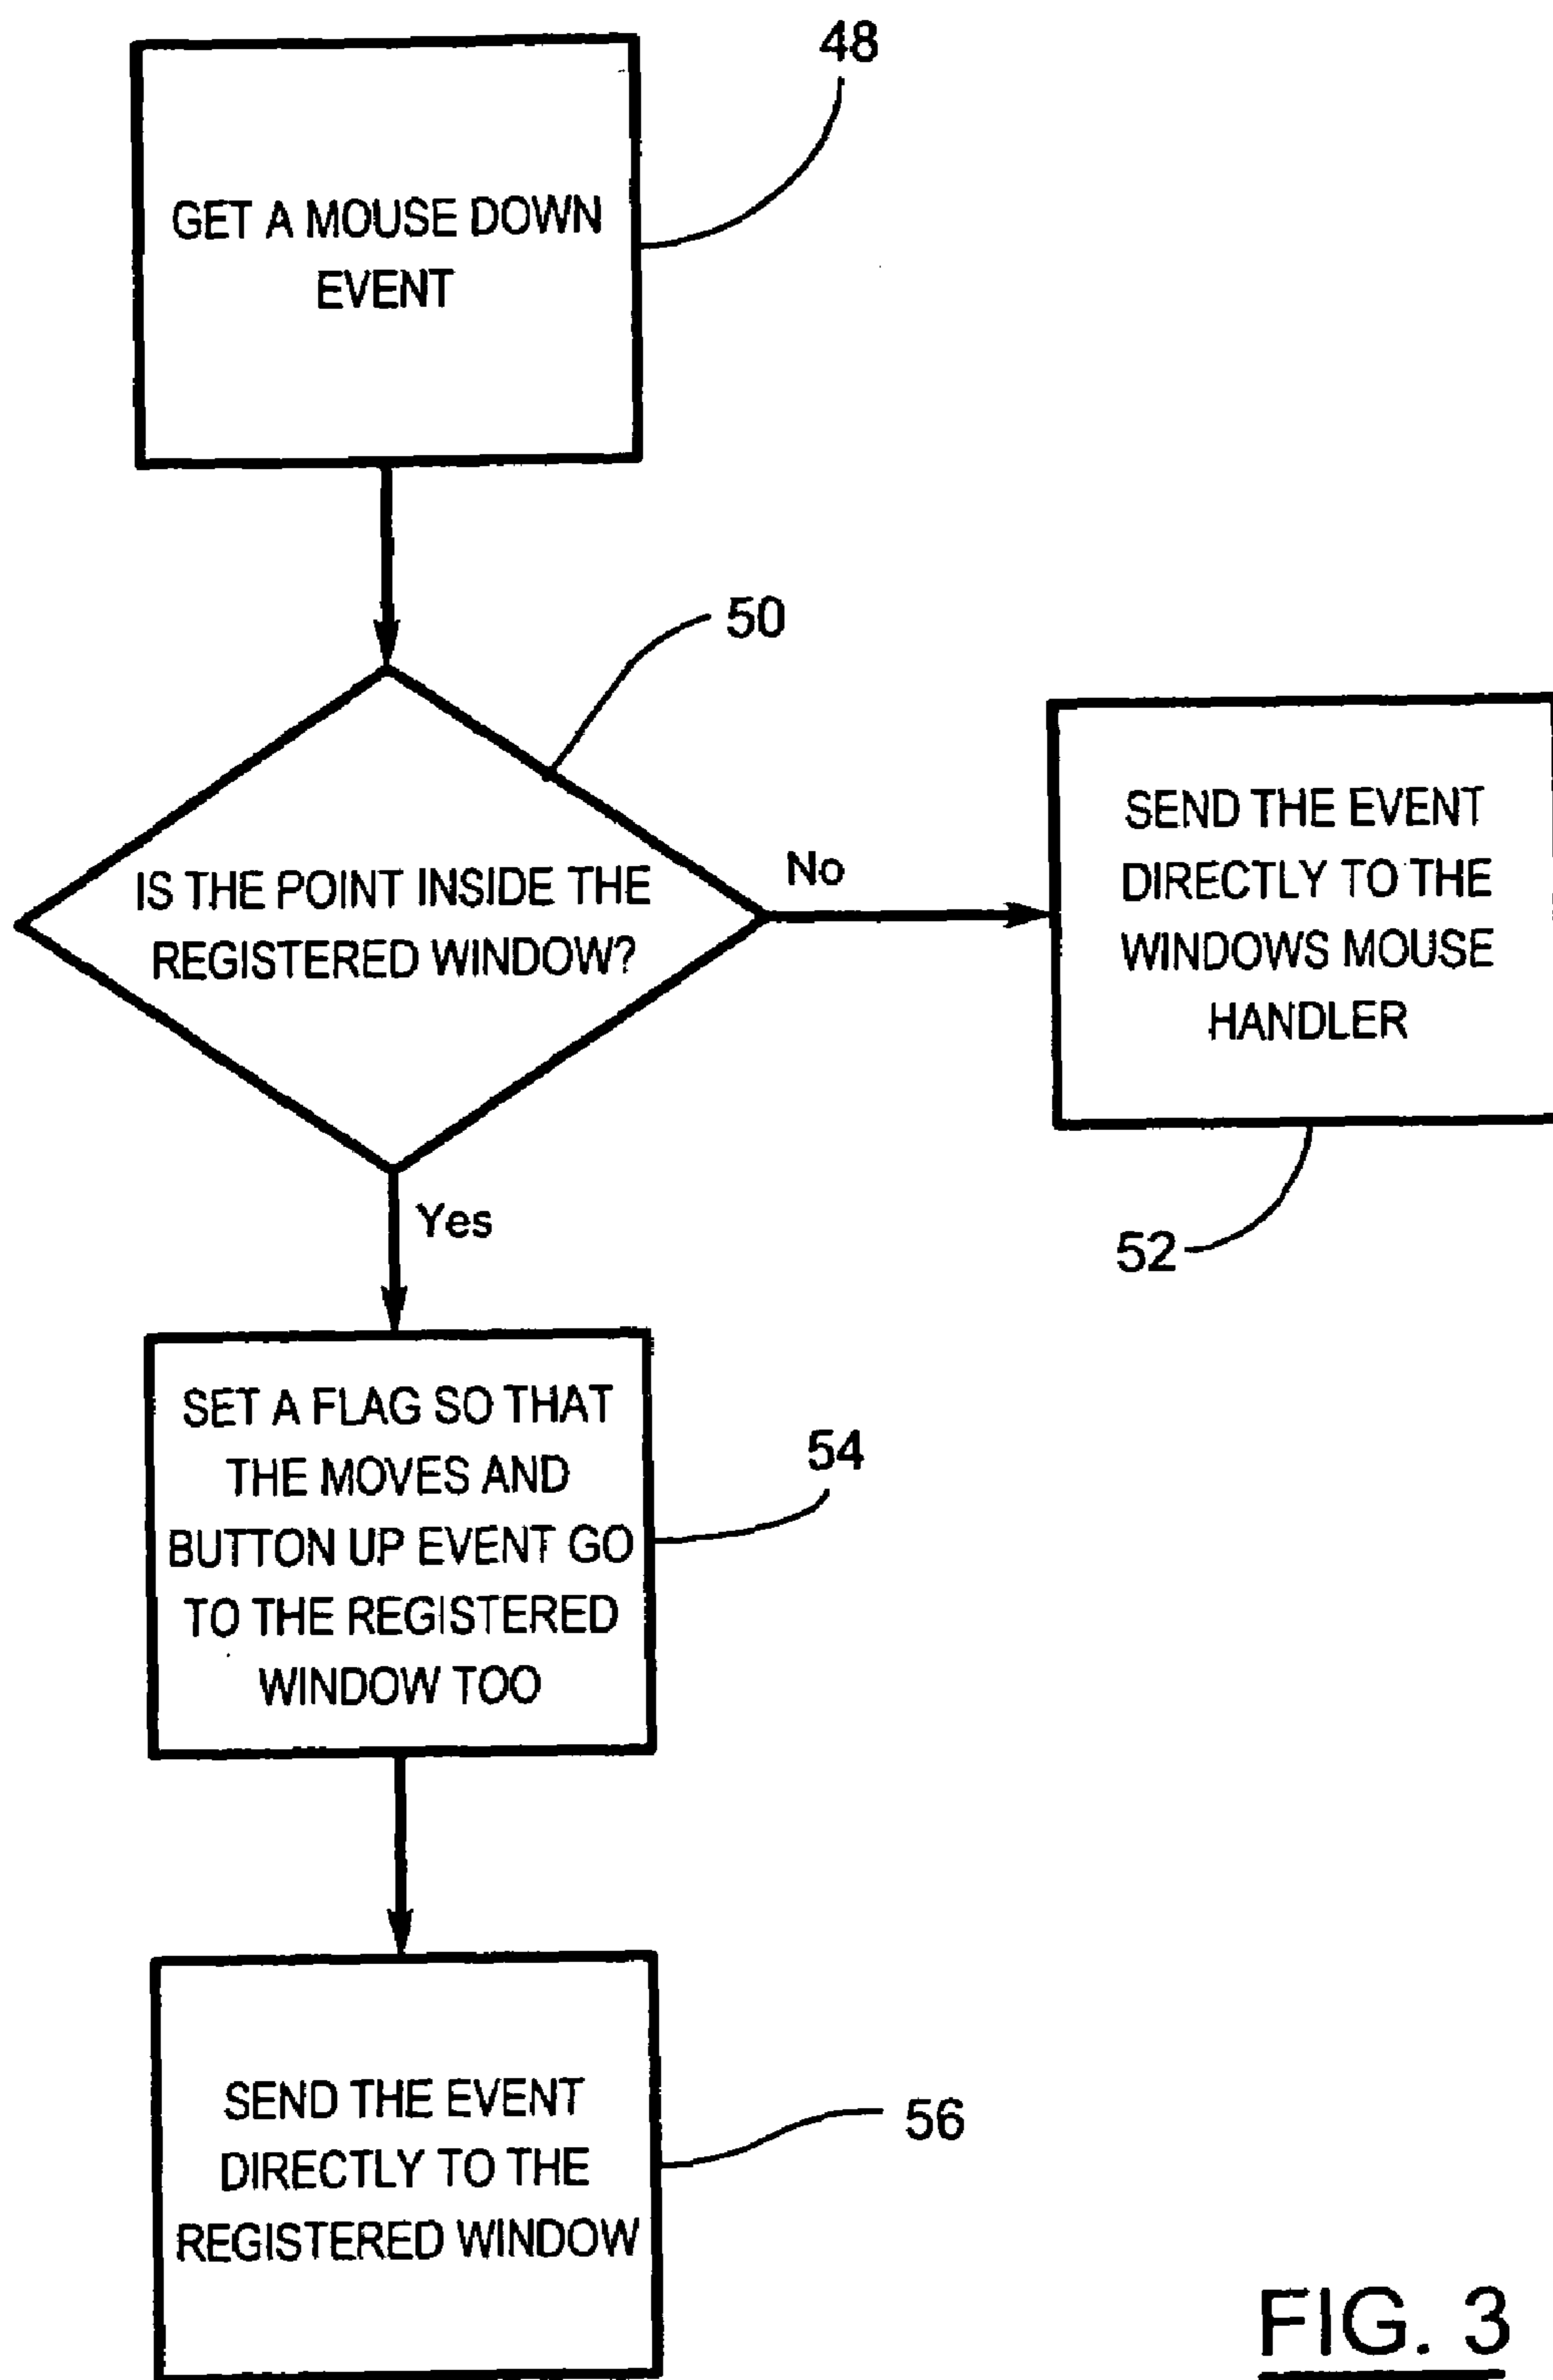 48
GET A MOUSE DOWN
EVENT
50
IS THE POINT INSIDE THE
REGISTERED WINDOW?
No
SEND THE EVENT
DIRECTLY TO THE
WINDOWS MOUSE
HANDLER
52
Yes
SET A FLAG SO THAT
THE MOVES AND
BUTTON UP EVENT GO
TO THE REGISTERED
WINDOW TOO
54
SEND THE EVENT
DIRECTLY TO THE
REGISTERED WINDOW
56
FIG. 3